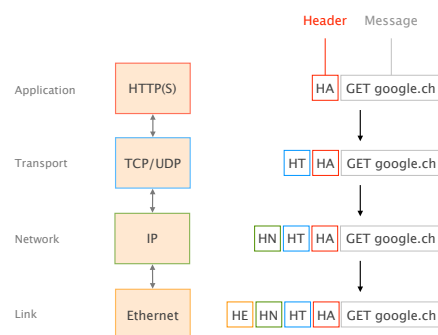 Header Message
Application HTTP(S) HA GET google.ch
Transport TCP/UDP HT HA GET google.ch
Network IP HN HT HA GET google.ch
Link Ethernet HE HN HT HA GET google.ch